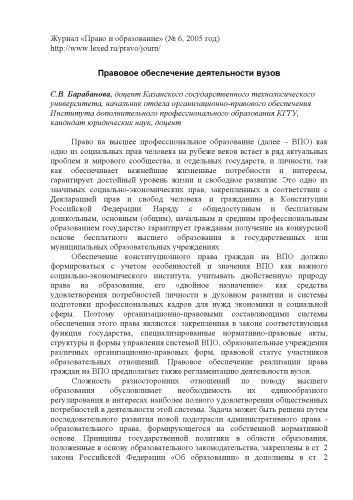 Журнал «Право и образование» (№ 6, 2005 год)
http://www.lexed.ru/pravo/journ/
Правовое обеспечение деятельности вузов
С.В. Барабанова, доцент Казанского государственного технологического
университета, начальник отдела организационно-правового обеспечения
Института дополнительного профессионального образования КГТУ,
кандидат юридических наук, доцент
Право на высшее профессиональное образование (далее – ВПО) как
одно из социальных прав человека на рубеже веков встает в ряд актуальных
проблем и мирового сообщества, и отдельных государств, и личности, так
как обеспечивает важнейшие жизненные потребности и интересы,
гарантирует достойный уровень жизни и свободное развитие. Это одно из
значимых социально-экономических прав, закрепленных в соответствии с
Декларацией прав и свобод человека и гражданина в Конституции
Российской Федерации. Наряду с общедоступным и бесплатным
дошкольным, основным (общим), начальным и средним профессиональным
образованием государство гарантирует гражданам получение на конкурсной
основе бесплатного высшего образования в государственных или
муниципальных образовательных учреждениях.
Обеспечение конституционного права граждан на ВПО должно
формироваться с учетом особенностей и значения ВПО как важного
социально-экономического института, учитывать двойственную природу
права на образование, его «двойное назначение»: как средства
удовлетворения потребностей личности в духовном развитии и системы
подготовки профессиональных кадров для нужд экономики и социальной
сферы. Поэтому организационно-правовыми составляющими системы
обеспечения этого права являются: закрепленная в законе соответствующая
функция государства, специализированные нормативно-правовые акты,
структуры и формы управления системой ВПО, образовательные учреждения
различных организационно-правовых форм, правовой статус участников
образовательных отношений. Правовое обеспечение реализации права
граждан на ВПО предполагает также регламентацию деятельности вузов.
Сложность разносторонних отношений по поводу высшего
образования обусловливает необходимость их единообразного
регулирования в интересах наиболее полного удовлетворения общественных
потребностей в деятельности этой системы. Задача может быть решена путем
последовательного развития новой подотрасли административного права -
образовательного права, формирующегося на собственной нормативной
основе. Принципы государственной политики в области образования,
положенные в основу образовательного законодательства, закреплены в ст. 2
закона Российской Федерации «Об образовании» и дополнены в ст. 2